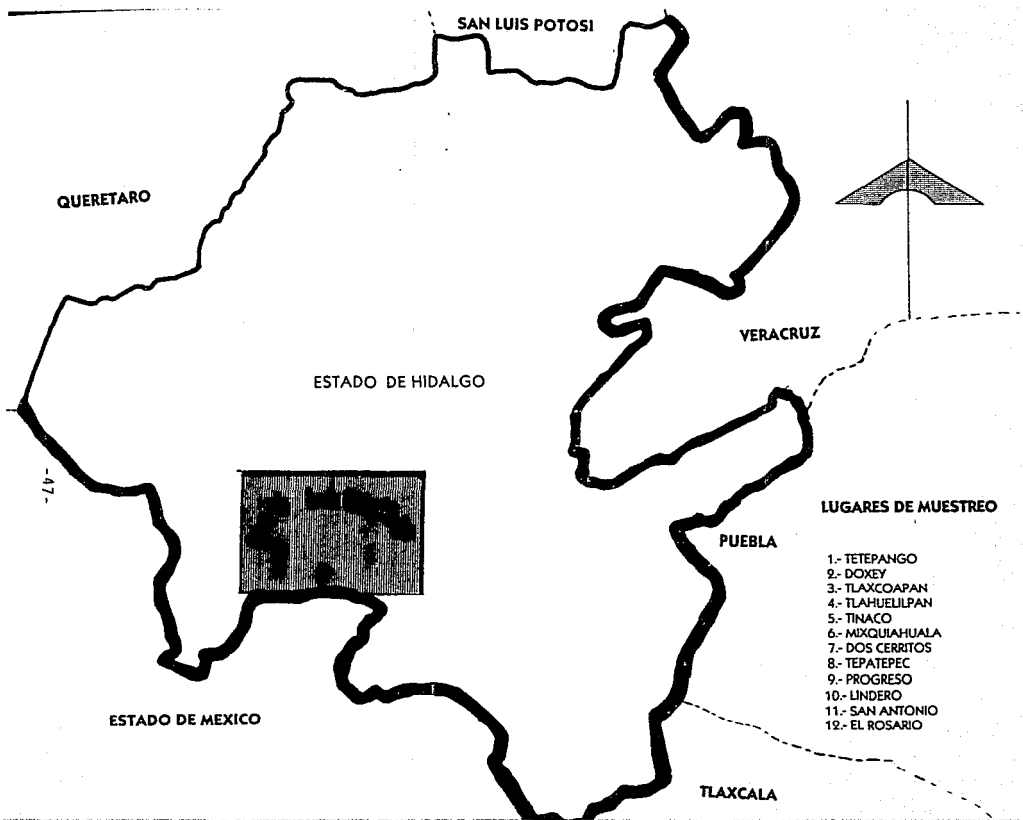 SAN LUIS POTOSI
QUERETARO
VERACRUZ
ESTADO DE HIDALGO
-47-
LUGARES DE MUESTREO
PUEBLA
1.- TETEPANGO
2.- DOXEY
3.- TLAXCOAPAN
4.- TLAHUELILPAN
5.- TINACO
6.- MIXQUIAHUALA
7.- DOS CERRITOS
8.- TEPATEPEC
9.- PROGRESO
10.- LINDERO
11.- SAN ANTONIO
12.- EL ROSARIO
ESTADO DE MEXICO
TLAXCALA